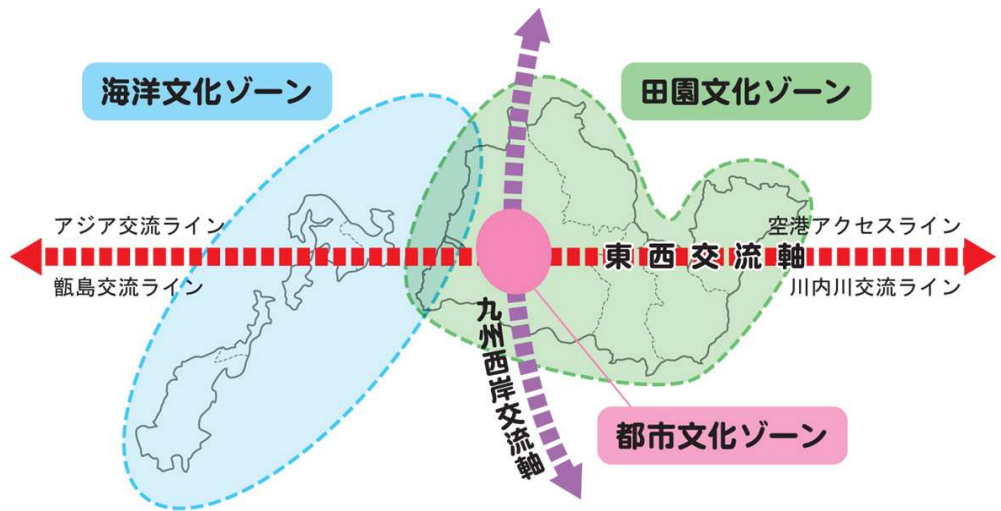 海洋文化ゾーン
田園文化ゾーン
アジア交流ライン
空港アクセスライン
東西交流軸
甑島交流ライン
川内川交流ライン
九州西岸交流軸
都市文化ゾーン